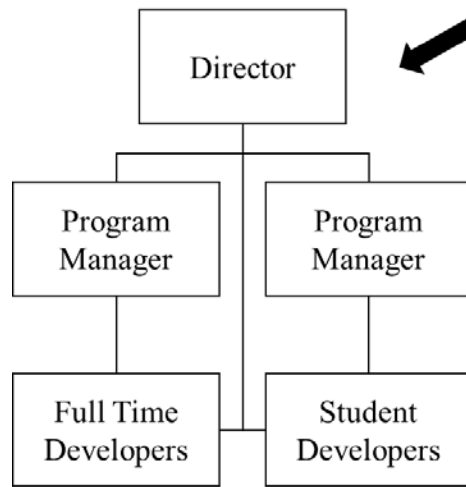 Director
Program
Manager
Program
Manager
Full Time
Developers
Student
Developers